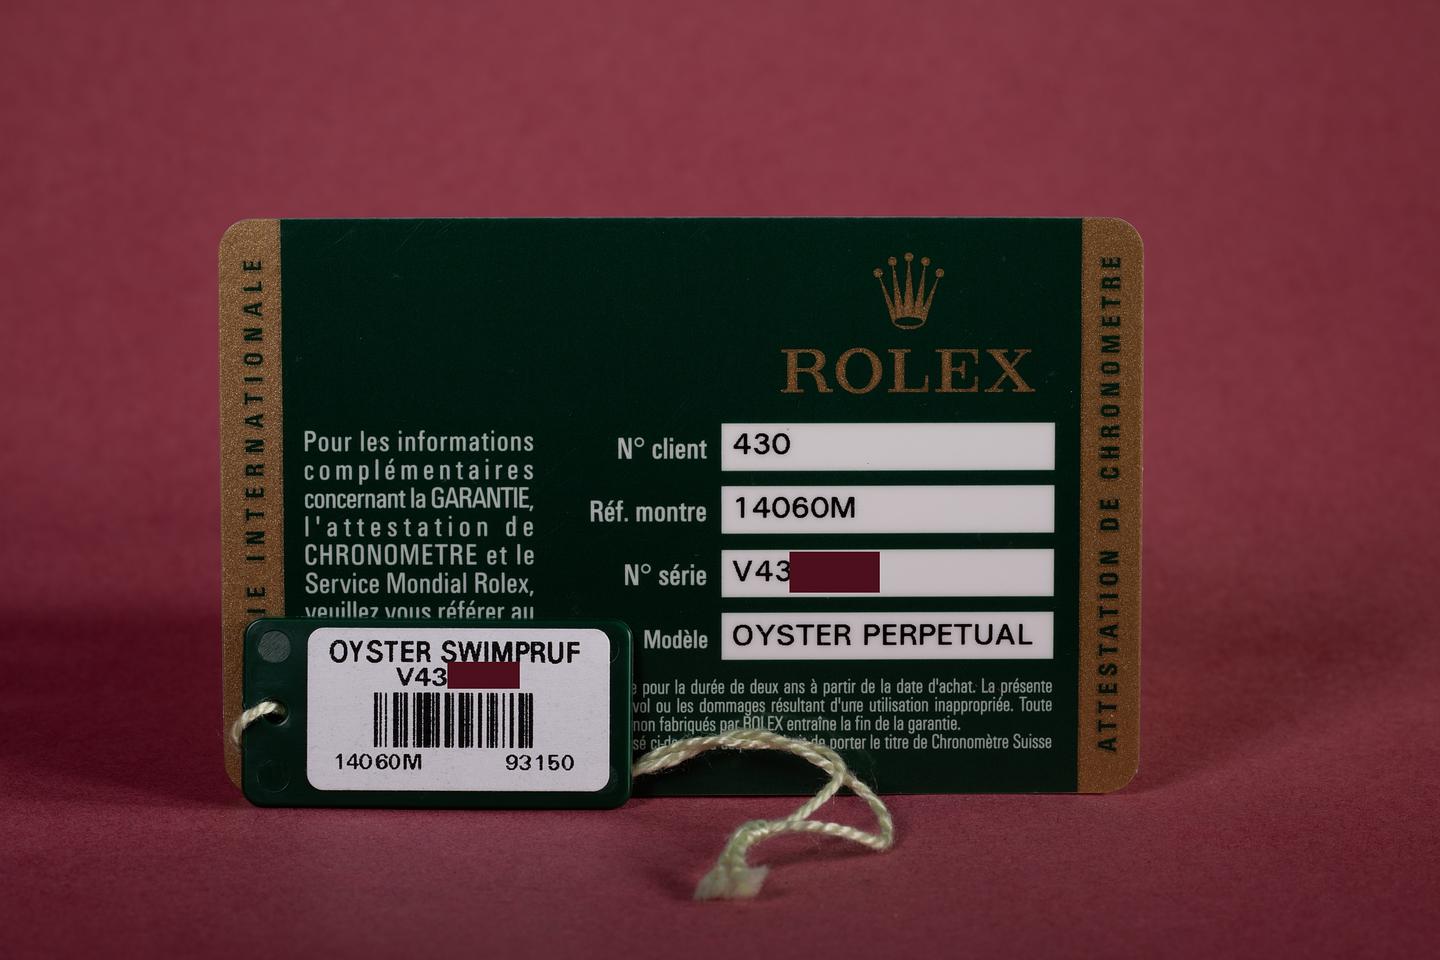 ROLEX
N° client 430
Réf. montre 14060M
N° série V43
Modèle OYSTER PERPETUAL
Pour les informations
complémentaires
concernant la GARANTIE,
l'attestation de
CHRONOMETRE et le
Service Mondial Rolex,
veuillez vous référer au
pour la durée de deux ans à partir de la date d'achat. La présente
vol ou les dommages résultant d'une utilisation inappropriée. Toute
non fabriqués par ROLEX entraîne la fin de la garantie.
de porter le titre de Chronomètre Suisse
INTERNATIONALE
ATTESTATION DE CHRONOMETRE
OYSTER SWIMPRUF
V43
14060M 93150